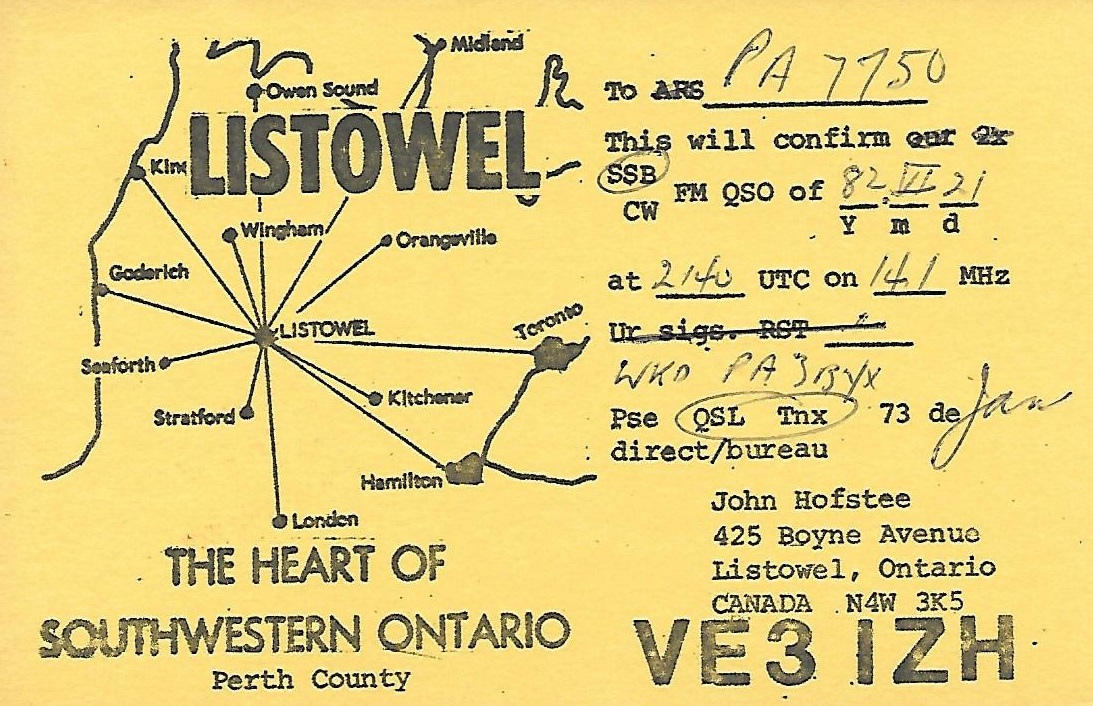 Midland
Owen Sound
LISTOWEL
Kin
Wingham
Orangeville
Goderich
LISTOWEL
Toronto
Seaforth
Kitchener
Stratford
Hamilton
London
THE HEART OF
SOUTHWESTERN ONTARIO
Perth County
To ARS PA 7750
This will confirm our 2x
SSB
CW FM QSO of 82 VI 21
Y m d
at 2140 UTC on 14.1 MHz
Ur sigs. RST
WKD PA3BYX
Pse QSL Tnx 73 de Jan
direct/bureau
John Hofstee
425 Boyne Avenue
Listowel, Ontario
CANADA N4W 3K5
VE3 IZH